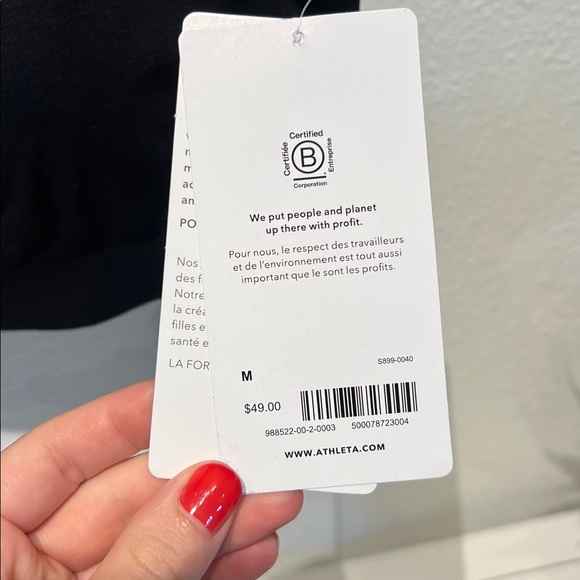 Certified
Certifiée
B
Entreprise
Corporation
We put people and planet
up there with profit.
Pour nous, le respect des travailleurs
et de l'environnement est tout aussi
important que le sont les profits.
S899-0040
M
$49.00
988522-00-2-0003 500078723004
WWW.ATHLETA.COM
PO
Nos
des f
Notre
la créa
filles e
santé e
LA FOR